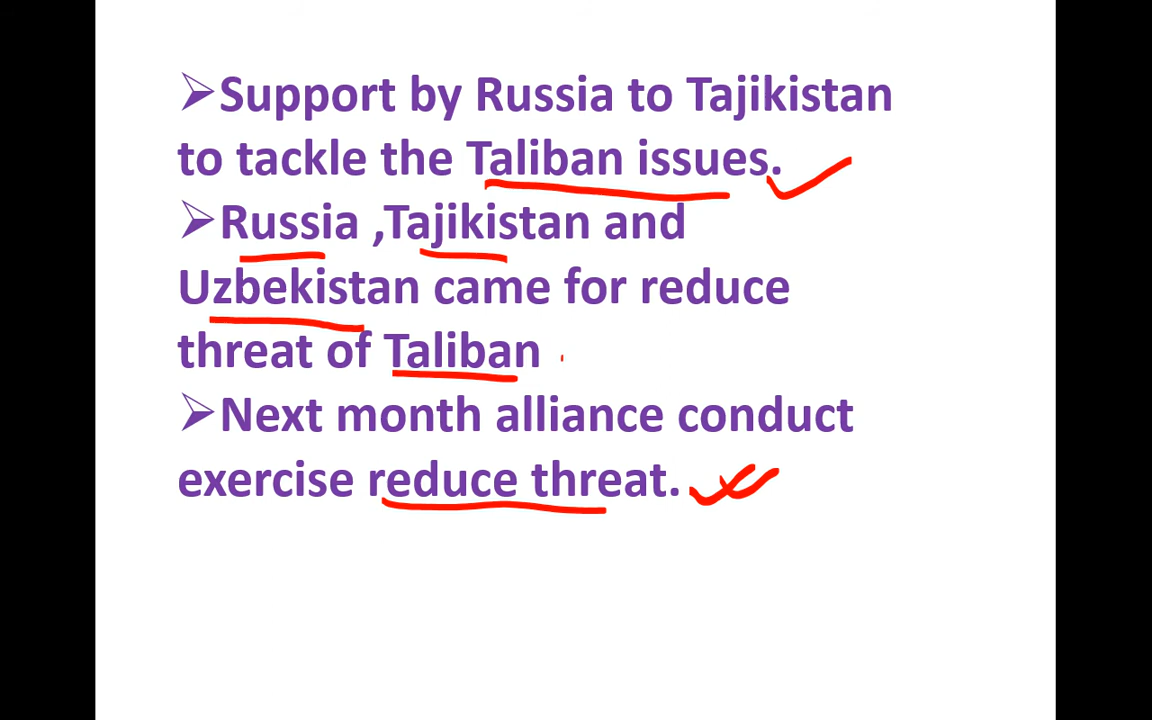 ➢Support by Russia to Tajikistan
to tackle the Taliban issues.
➢Russia ,Tajikistan and
Uzbekistan came for reduce
threat of Taliban
➢Next month alliance conduct
exercise reduce threat.